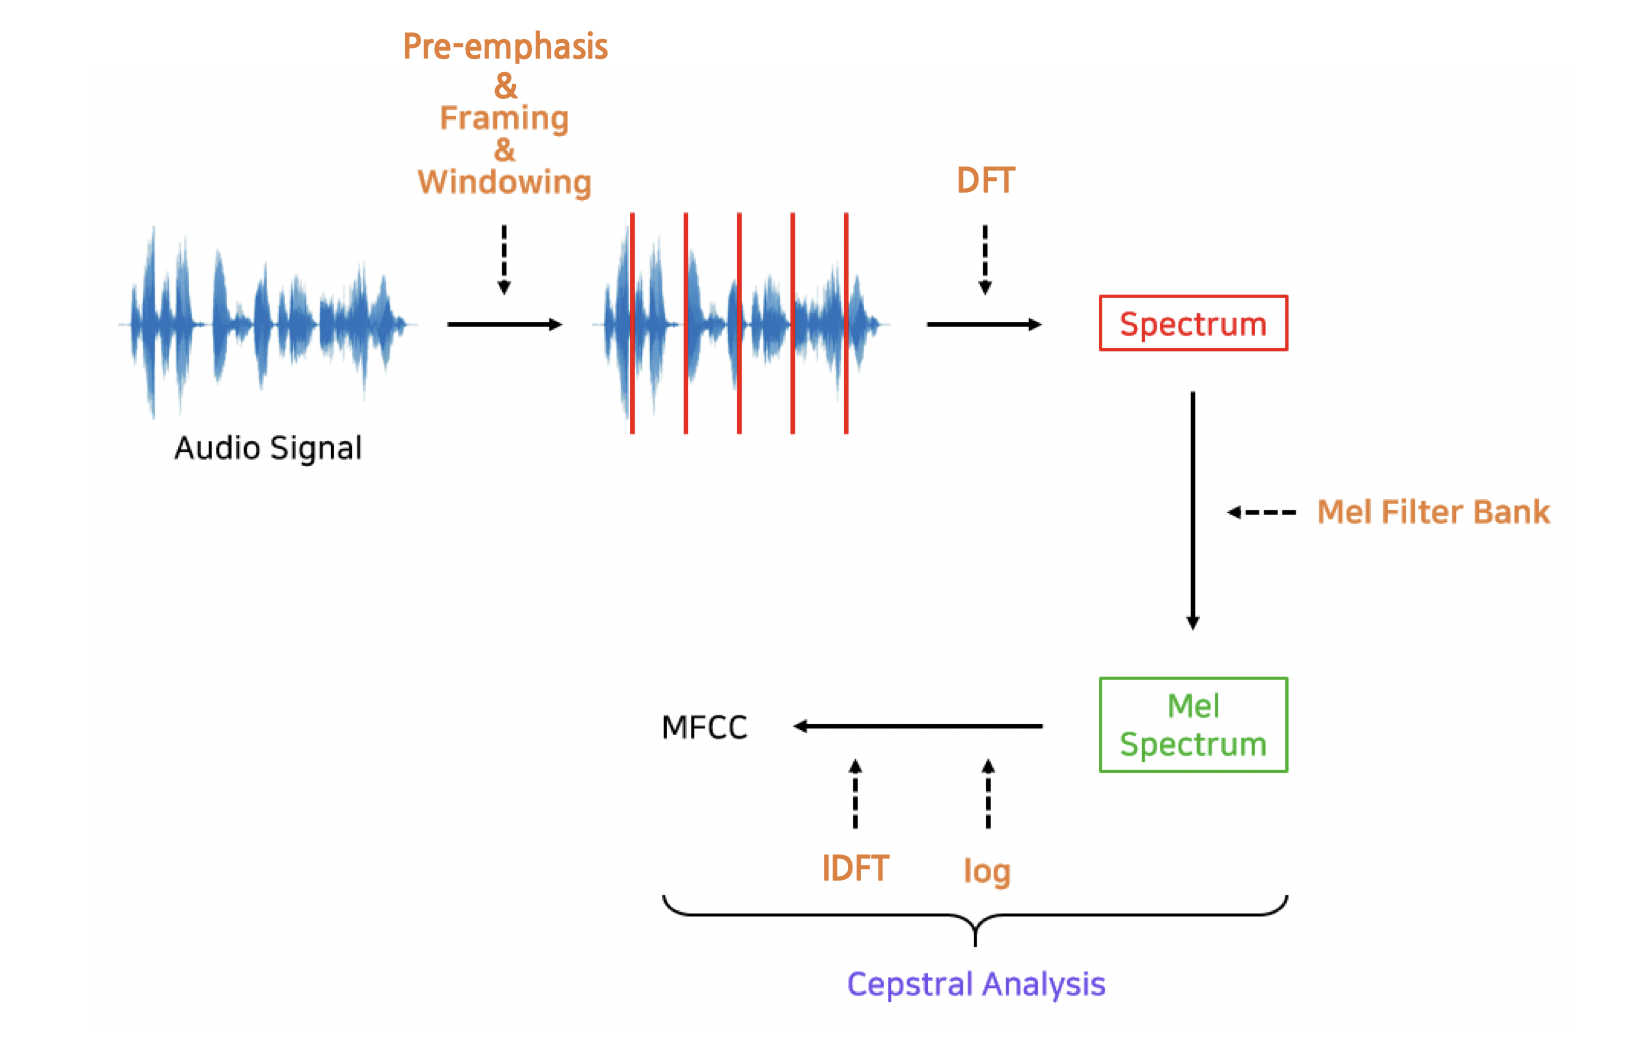 Pre-emphasis
&
Framing
&
Windowing
DFT
Audio Signal
Spectrum
Mel Filter Bank
Mel
Spectrum
MFCC
IDFT
log
Cepstral Analysis